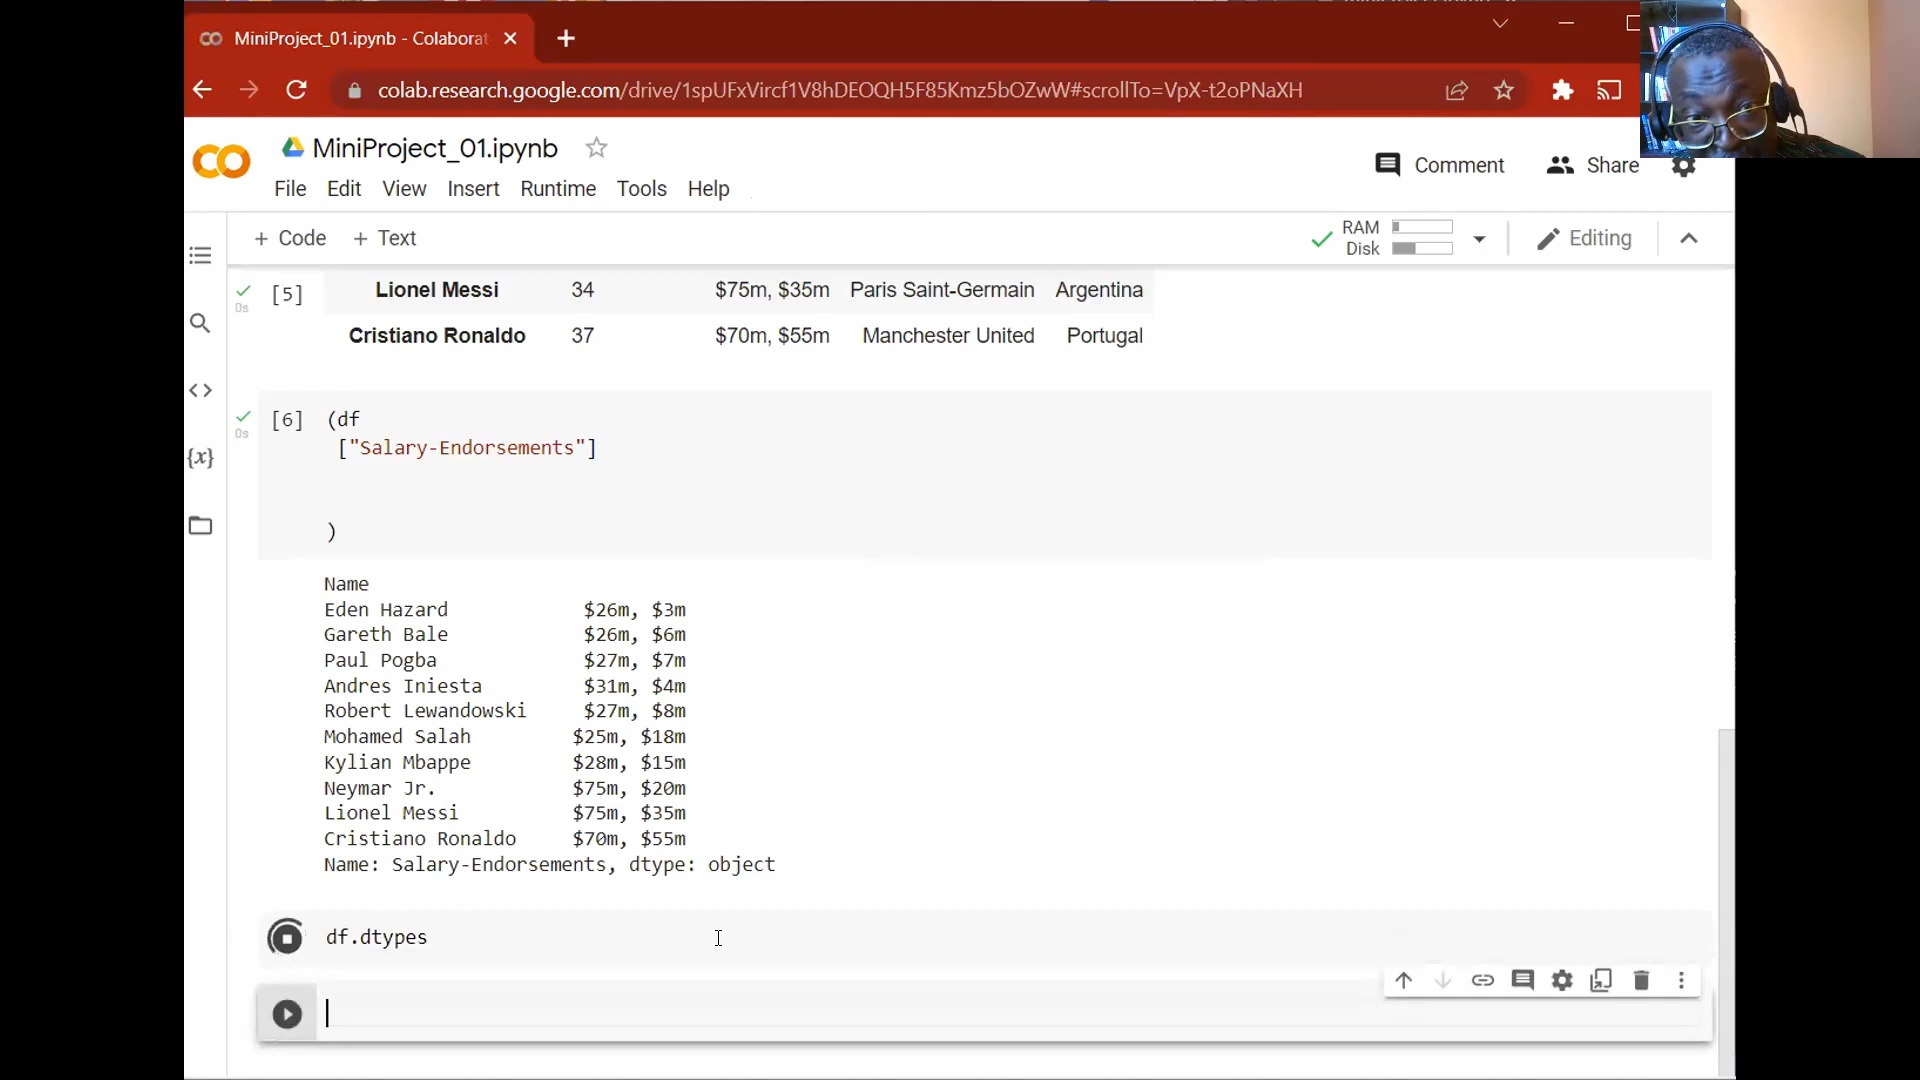 MiniProject_01.ipynb - Colaborat
colab.research.google.com/drive/1spUFxVircf1V8hDEOQH5F85Kmz5bOZwW#scrollTo=VpX-t2oPNaXH
MiniProject_01.ipynb
Comment
Share
File Edit View Insert Runtime Tools Help
+ Code + Text
RAM
Disk
Editing
[5]
0s
Lionel Messi 34 $75m, $35m Paris Saint-Germain Argentina
Cristiano Ronaldo 37 $70m, $55m Manchester United Portugal
[6] (df
0s
["Salary-Endorsements"]
)
{x}
Name
Eden Hazard $26m, $3m
Gareth Bale $26m, $6m
Paul Pogba $27m, $7m
Andres Iniesta $31m, $4m
Robert Lewandowski $27m, $8m
Mohamed Salah $25m, $18m
Kylian Mbappe $28m, $15m
Neymar Jr. $75m, $20m
Lionel Messi $75m, $35m
Cristiano Ronaldo $70m, $55m
Name: Salary-Endorsements, dtype: object
df.dtypes